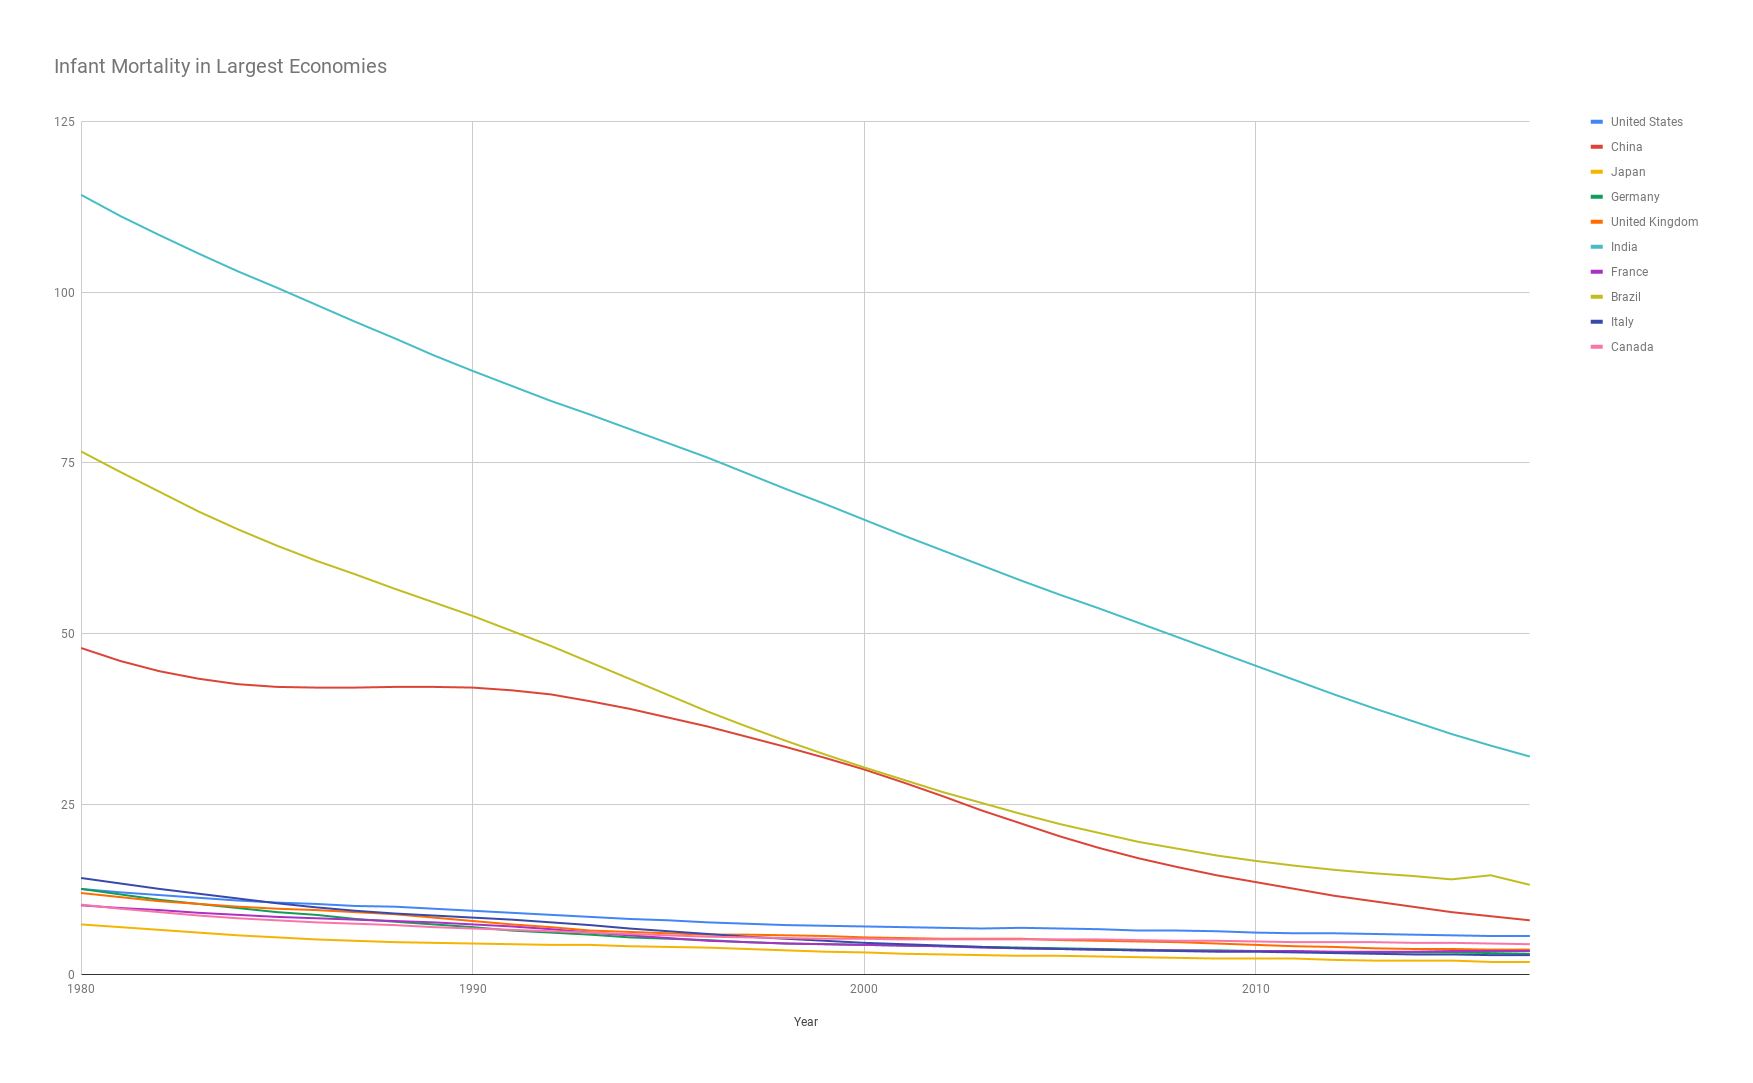 Infant Mortality in Largest Economies
125
100
75
50
25
0
1980
1990
2000
2010
Year
United States
China
Japan
Germany
United Kingdom
India
France
Brazil
Italy
Canada